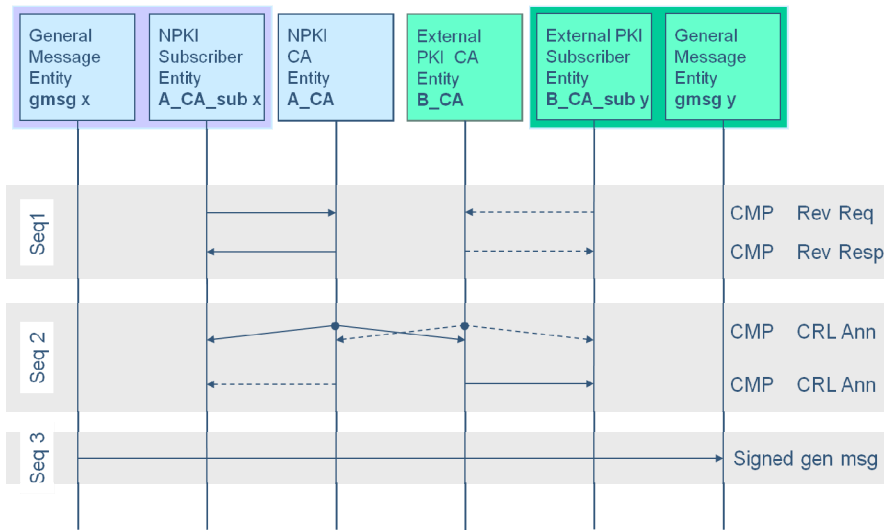 General
Message
Entity
gmsg x
NPKI
Subscriber
Entity
A_CA_sub x
NPKI
CA
Entity
A_CA
External
PKI CA
Entity
B_CA
External PKI
Subscriber
Entity
B_CA_sub y
General
Message
Entity
gmsg y
Seq1
CMP Rev Req
CMP Rev Resp
Seq 2
CMP CRL Ann
CMP CRL Ann
Seq 3
Signed gen msg